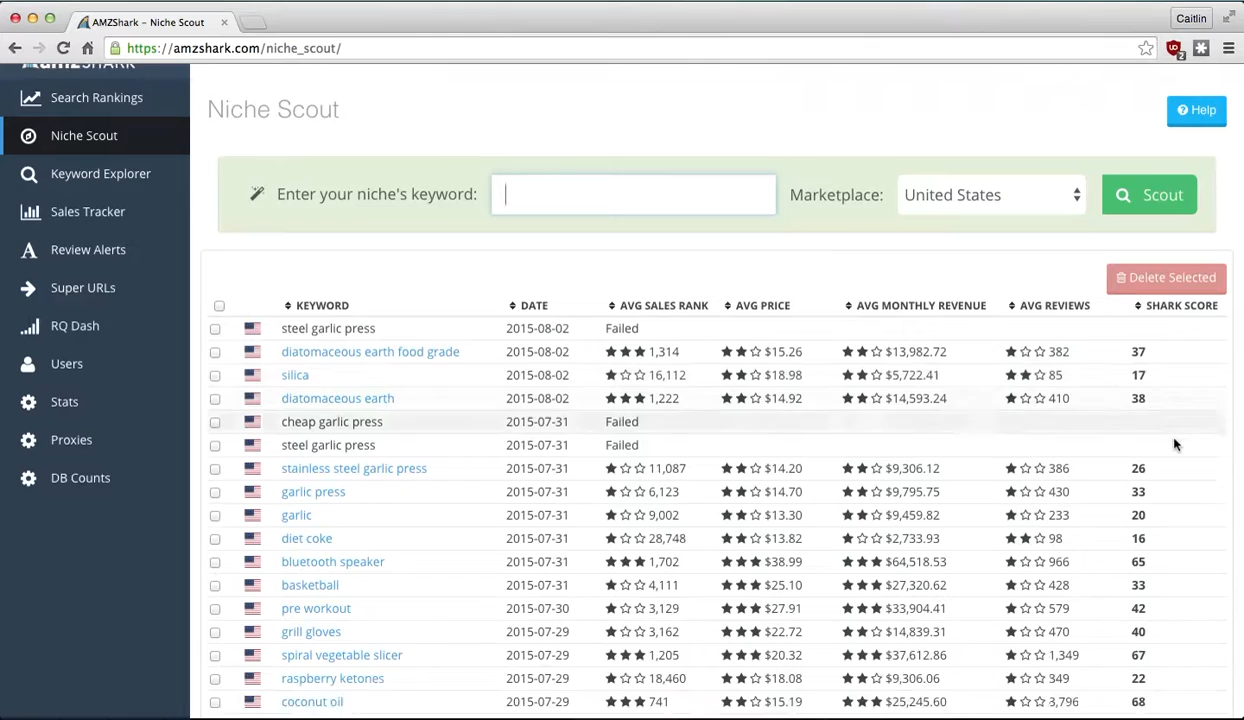 AMZShark - Niche Scout
Caitlin
https://amzshark.com/niche_scout/
2
Search Rankings
Niche Scout
Keyword Explorer
Sales Tracker
Review Alerts
Super URLs
RQ Dash
Users
Stats
Proxies
DB Counts
Niche Scout
Help
Enter your niche's keyword:
Marketplace:
United States
Scout
Delete Selected
KEYWORD DATE AVG SALES RANK AVG PRICE AVG MONTHLY REVENUE AVG REVIEWS SHARK SCORE
steel garlic press 2015-08-02 Failed
diatomaceous earth food grade 2015-08-02 ★★★ 1,314 ★★☆ $15.26 ★★☆ $13,982.72 ★☆☆ 382 37
silica 2015-08-02 ★☆☆ 16,112 ★★☆ $18.98 ★★☆ $5,722.41 ★★☆ 85 17
diatomaceous earth 2015-08-02 ★★★ 1,222 ★★☆ $14.92 ★★☆ $14,593.24 ★☆☆ 410 38
cheap garlic press 2015-07-31 Failed
steel garlic press 2015-07-31 Failed
stainless steel garlic press 2015-07-31 ★☆☆ 11,087 ★★☆ $14.20 ★★☆ $9,306.12 ★☆☆ 386 26
garlic press 2015-07-31 ★☆☆ 6,123 ★★☆ $14.70 ★★☆ $9,795.75 ★☆☆ 430 33
garlic 2015-07-31 ★☆☆ 9,002 ★★☆ $13.30 ★★☆ $9,459.82 ★☆☆ 233 20
diet coke 2015-07-31 ★☆☆ 28,748 ★★☆ $13.82 ★☆☆ $2,733.93 ★★☆ 98 16
bluetooth speaker 2015-07-31 ★★★ 1,702 ★★★ $38.99 ★★★ $64,518.53 ★☆☆ 966 65
basketball 2015-07-31 ★☆☆ 4,111 ★★★ $25.10 ★★★ $27,320.62 ★☆☆ 428 33
pre workout 2015-07-30 ★☆☆ 3,129 ★★★ $27.91 ★★★ $33,904.41 ★☆☆ 579 42
grill gloves 2015-07-29 ★☆☆ 3,162 ★★★ $22.72 ★★☆ $14,839.31 ★☆☆ 470 40
spiral vegetable slicer 2015-07-29 ★★★ 1,205 ★★★ $20.32 ★★★ $37,612.86 ★☆☆ 1,349 67
raspberry ketones 2015-07-29 ★☆☆ 18,460 ★★☆ $18.08 ★★☆ $9,306.06 ★☆☆ 349 22
coconut oil 2015-07-29 ★★★ 741 ★★☆ $15.19 ★★★ $25,245.60 ★☆☆ 3,796 68